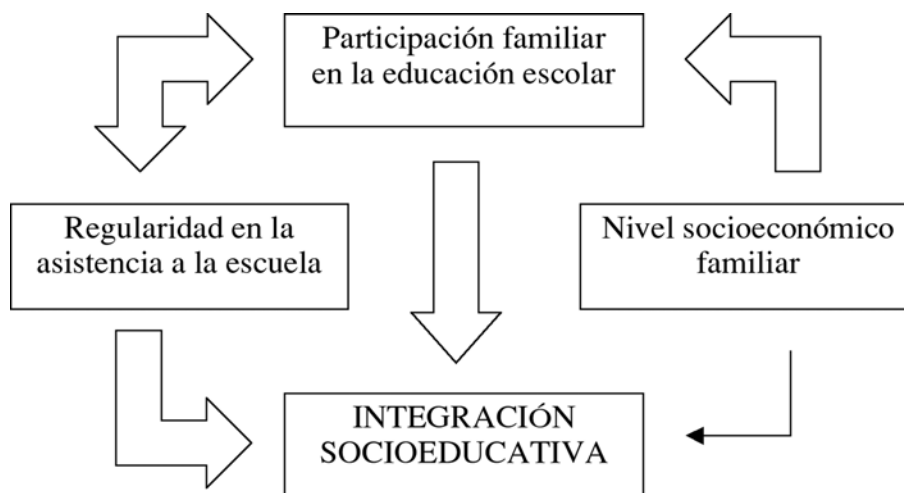 Participación familiar
en la educación escolar
Regularidad en la
asistencia a la escuela
Nivel socioeconómico
familiar
INTEGRACIÓN
SOCIOEDUCATIVA